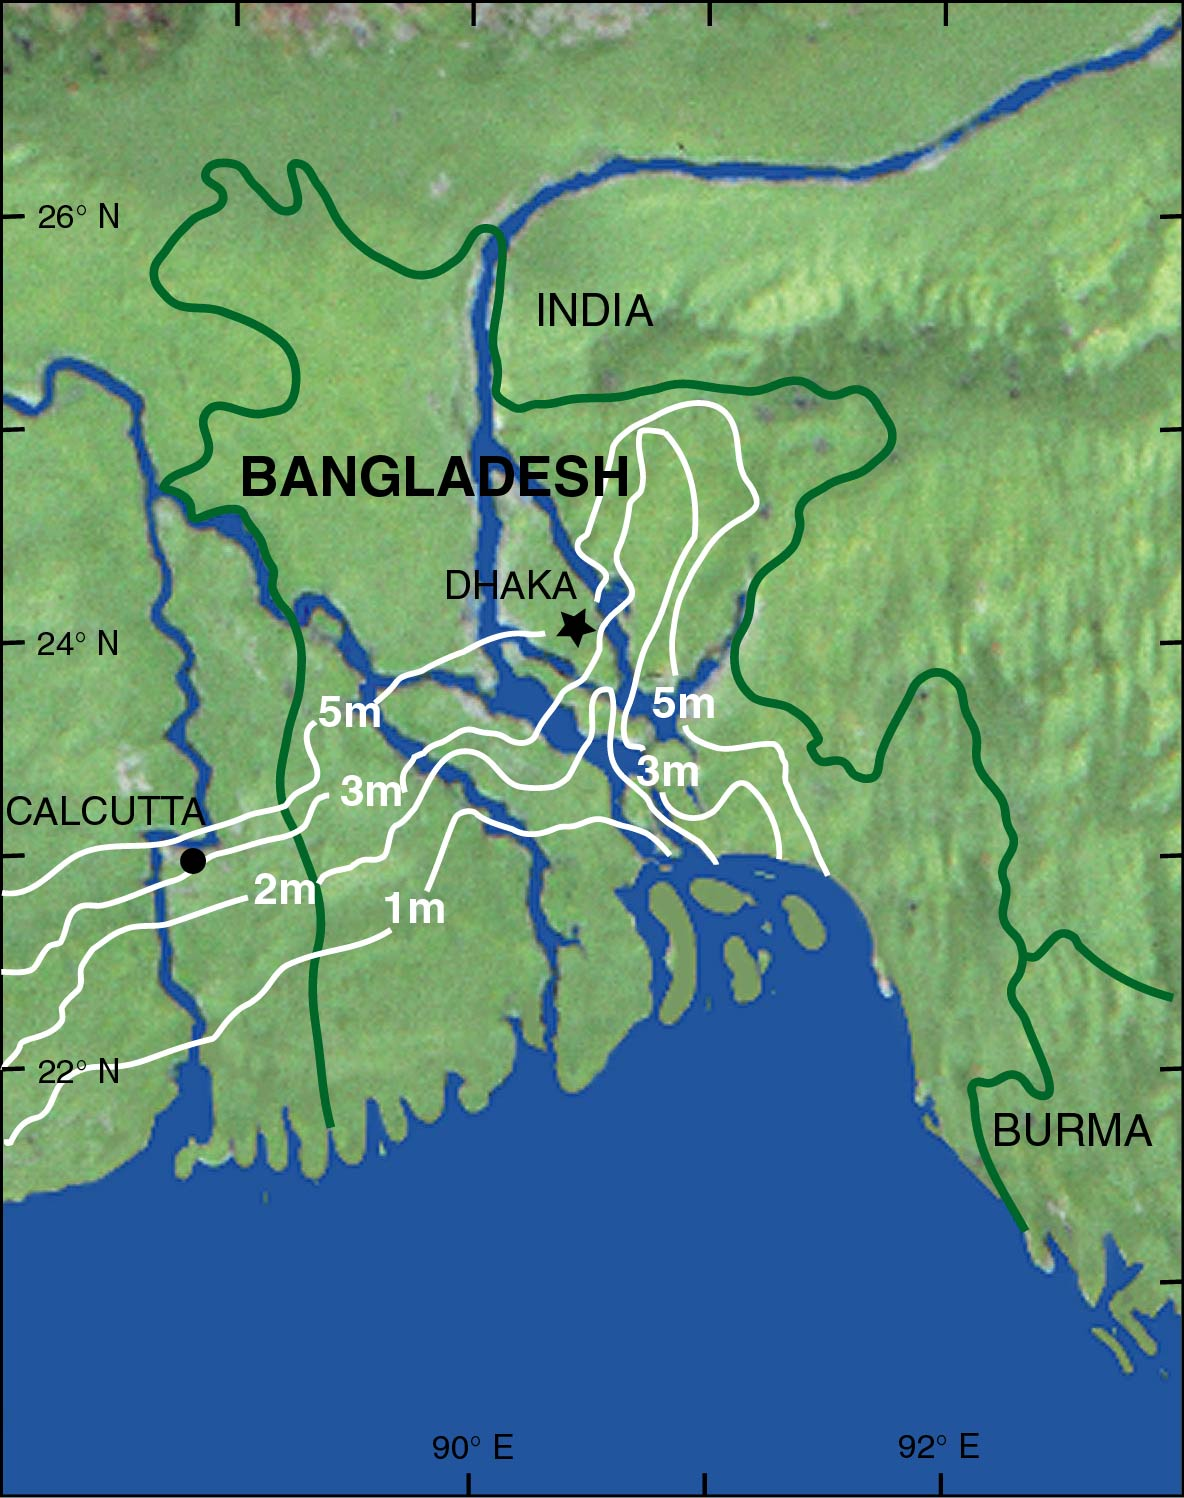 26° N
INDIA
BANGLADESH
DHAKA
24° N
5m
5m
3m
3m
CALCUTTA
2m
1m
22° N
BURMA
90° E
92° E